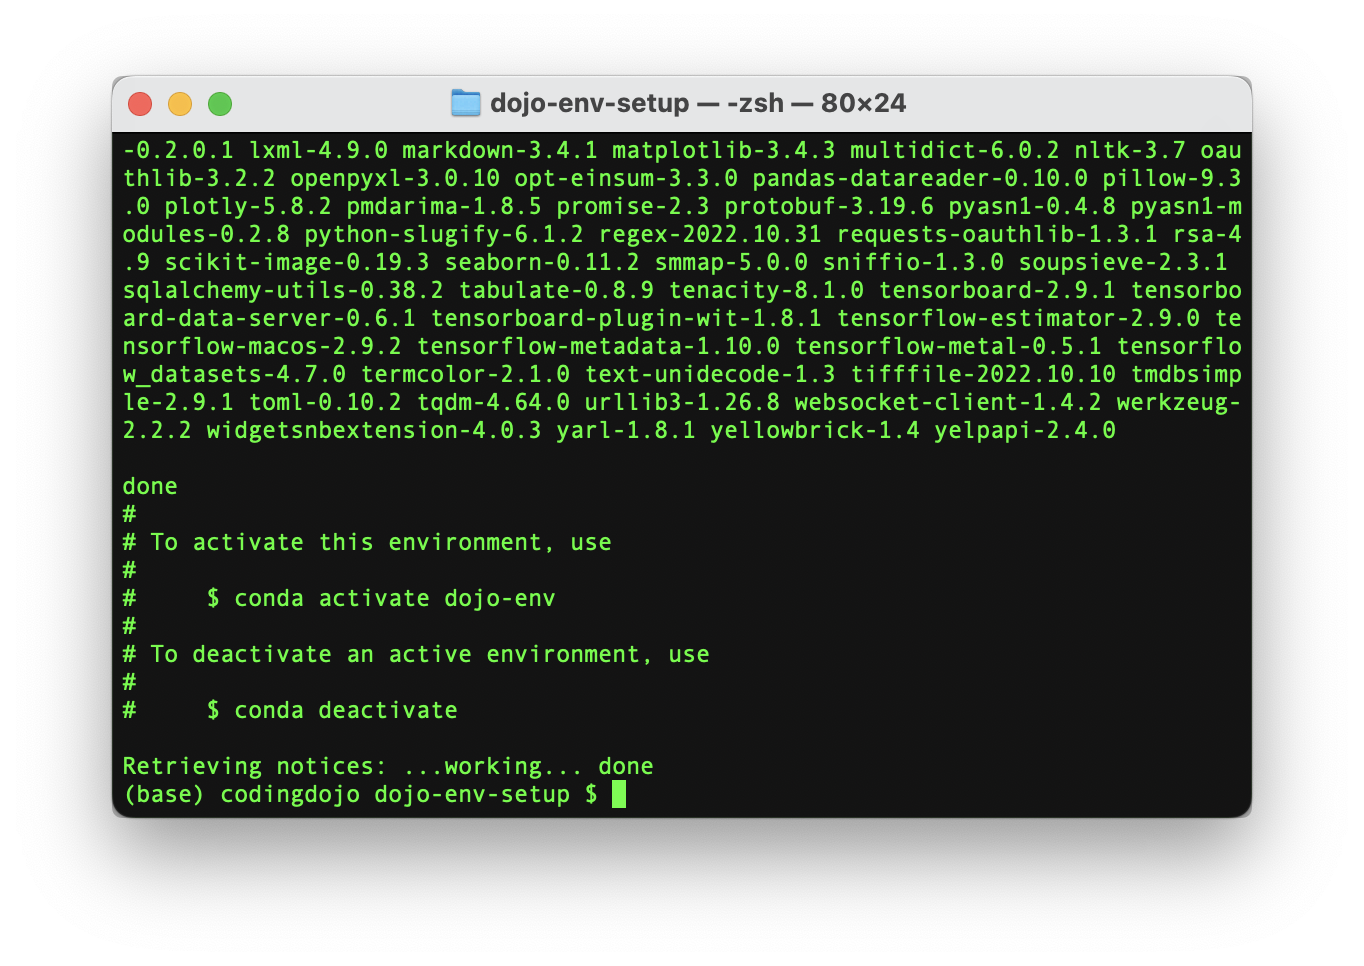 dojo-env-setup — -zsh — 80×24
-0.2.0.1 lxml-4.9.0 markdown-3.4.1 matplotlib-3.4.3 multidict-6.0.2 nltk-3.7 oau
thlib-3.2.2 openpyxl-3.0.10 opt-einsum-3.3.0 pandas-datareader-0.10.0 pillow-9.3
.0 plotly-5.8.2 pmdarima-1.8.5 promise-2.3 protobuf-3.19.6 pyasn1-0.4.8 pyasn1-m
odules-0.2.8 python-slugify-6.1.2 regex-2022.10.31 requests-oauthlib-1.3.1 rsa-4
.9 scikit-image-0.19.3 seaborn-0.11.2 smmap-5.0.0 sniffio-1.3.0 soupsieve-2.3.1
sqlalchemy-utils-0.38.2 tabulate-0.8.9 tenacity-8.1.0 tensorboard-2.9.1 tensorbo
ard-data-server-0.6.1 tensorboard-plugin-wit-1.8.1 tensorflow-estimator-2.9.0 te
nsorflow-macos-2.9.2 tensorflow-metadata-1.10.0 tensorflow-metal-0.5.1 tensorflo
w_datasets-4.7.0 termcolor-2.1.0 text-unidecode-1.3 tifffile-2022.10.10 tmdbsimp
le-2.9.1 toml-0.10.2 tqdm-4.64.0 urllib3-1.26.8 websocket-client-1.4.2 werkzeug-
2.2.2 widgetsnbextension-4.0.3 yarl-1.8.1 yellowbrick-1.4 yelpapi-2.4.0
done
#
# To activate this environment, use
#
#     $ conda activate dojo-env
#
# To deactivate an active environment, use
#
#     $ conda deactivate
Retrieving notices: ...working... done
(base) codingdojo dojo-env-setup $